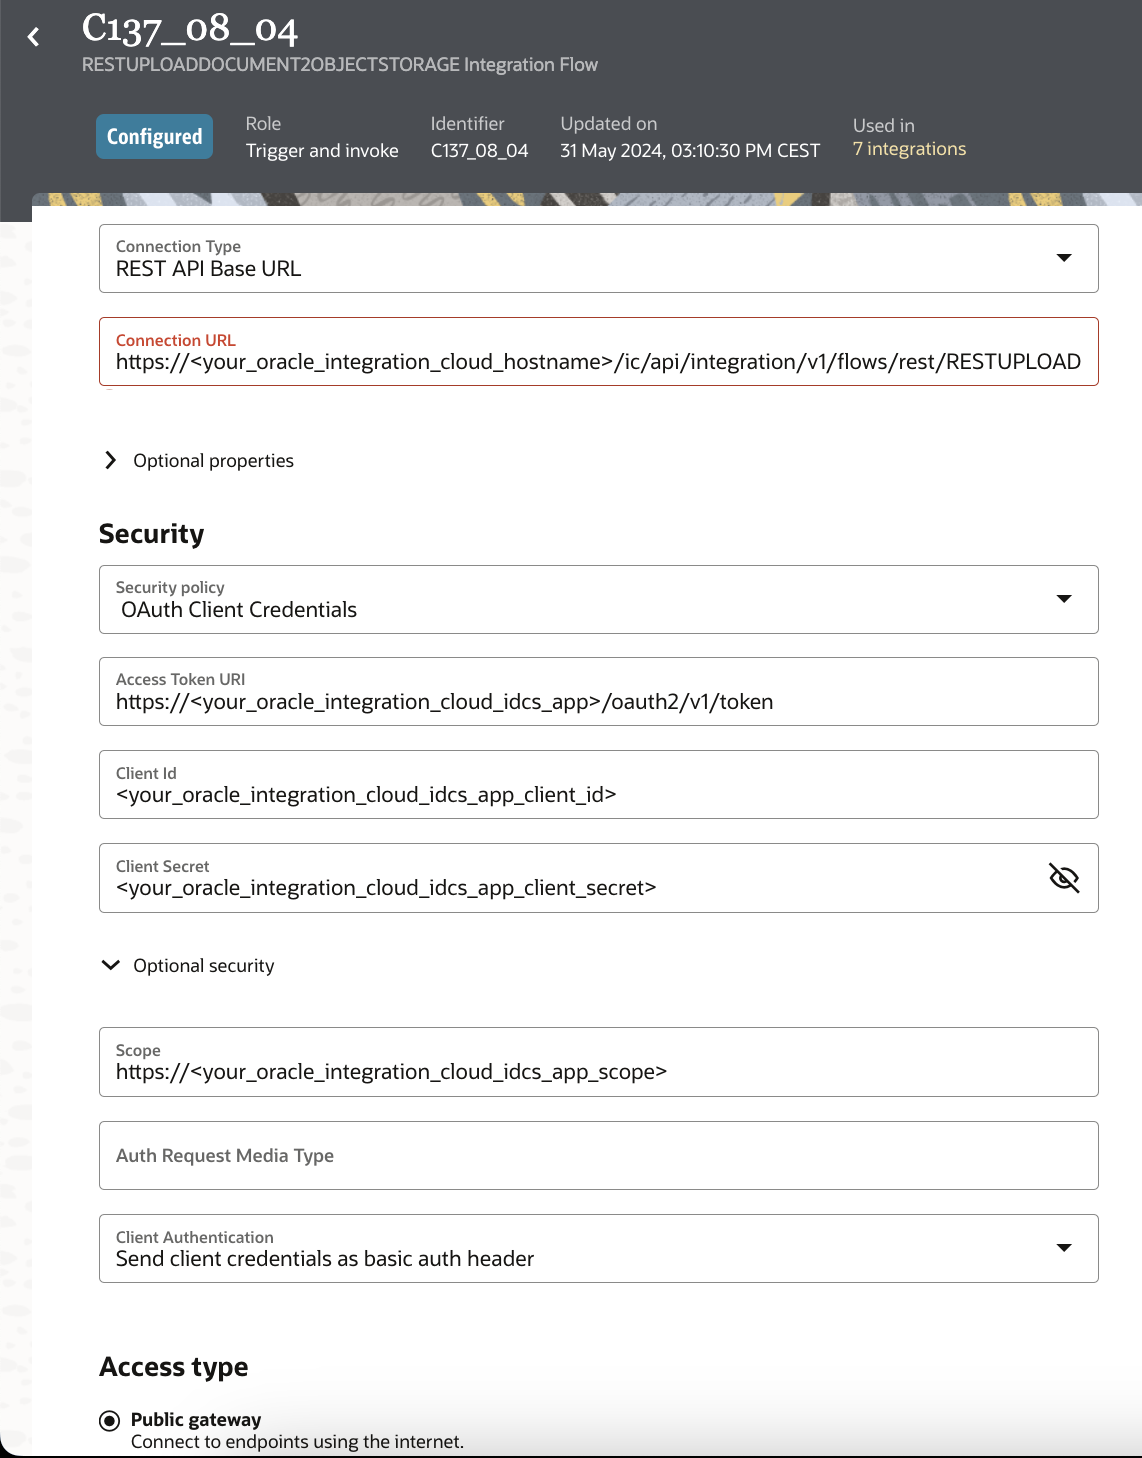 C137_08_04
RESTUPLOADDOCUMENT2OBJECTSTORAGE Integration Flow
Configured
Role
Trigger and invoke
Identifier
C137_08_04
Updated on
31 May 2024, 03:10:30 PM CEST
Used in
7 integrations
Connection Type
REST API Base URL
Connection URL
https://<your_oracle_integration_cloud_hostname>/ic/api/integration/v1/flows/rest/RESTUPLOAD
Optional properties
Security
Security policy
OAuth Client Credentials
Access Token URI
https://<your_oracle_integration_cloud_idcs_app>/oauth2/v1/token
Client Id
<your_oracle_integration_cloud_idcs_app_client_id>
Client Secret
<your_oracle_integration_cloud_idcs_app_client_secret>
Optional security
Scope
https://<your_oracle_integration_cloud_idcs_app_scope>
Auth Request Media Type
Client Authentication
Send client credentials as basic auth header
Access type
Public gateway
Connect to endpoints using the internet.